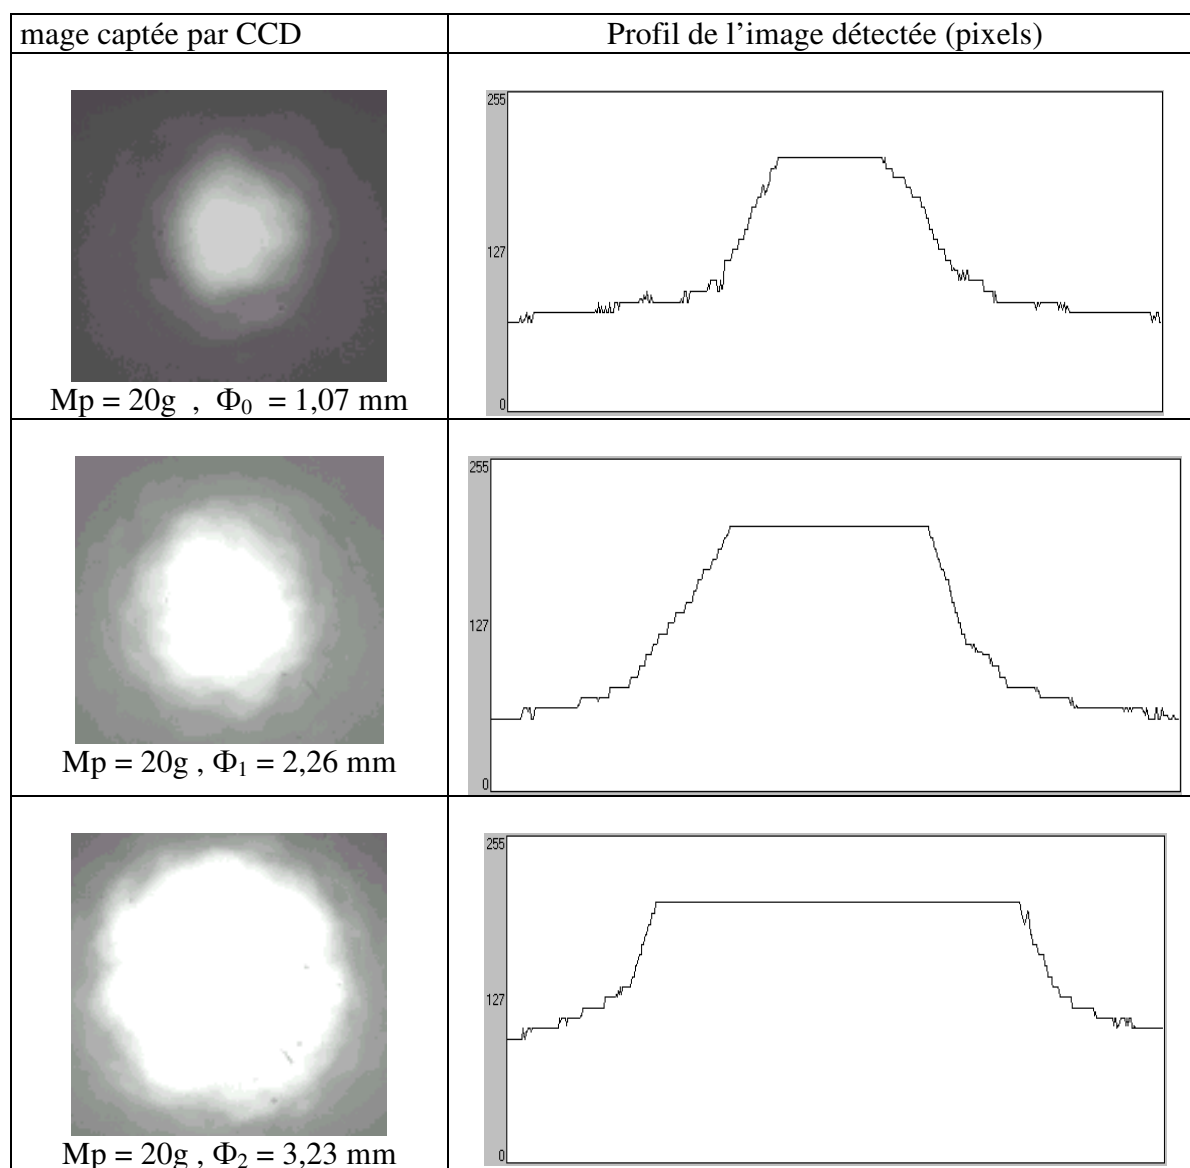 mage captée par CCD
Profil de l'image détectée (pixels)
255
127
0
Mp = 20g , Φ0 = 1,07 mm
255
127
0
Mp = 20g , Φ1 = 2,26 mm
255
127
0
Mp = 20g , Φ2 = 3,23 mm